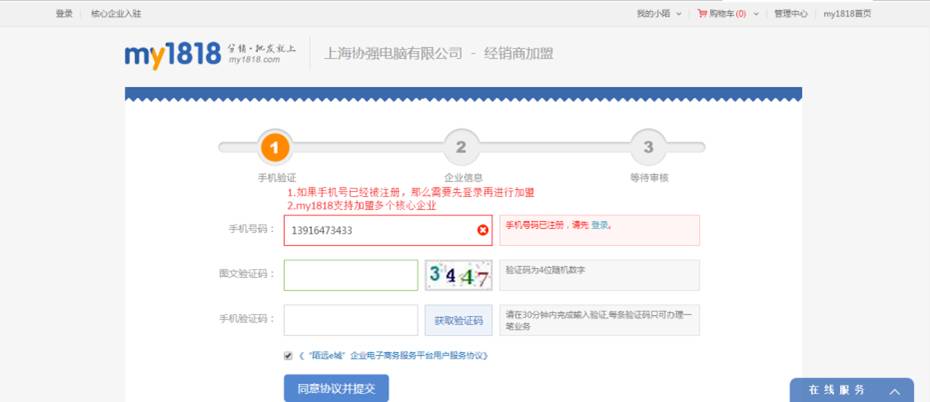 登录 核心企业入驻 我的小陌 购物车(0) 管理中心 my1818首页
my1818 分销·批发就上
my1818.com
上海协强电脑有限公司 - 经销商加盟
1 2 3
手机验证 企业信息 等待审核
1.如果手机号已经被注册，那么需要先登录再进行加盟
2.my1818支持加盟多个核心企业
手机号码： 13916473433 手机号码已注册，请先 登录。
图文验证码： 3447 验证码为4位随机数字
手机验证码： 获取验证码 请在30分钟内完成输入验证,每条验证码只可办理一
笔业务
《“陌远e城”企业电子商务服务平台用户服务协议》
同意协议并提交
在线服务